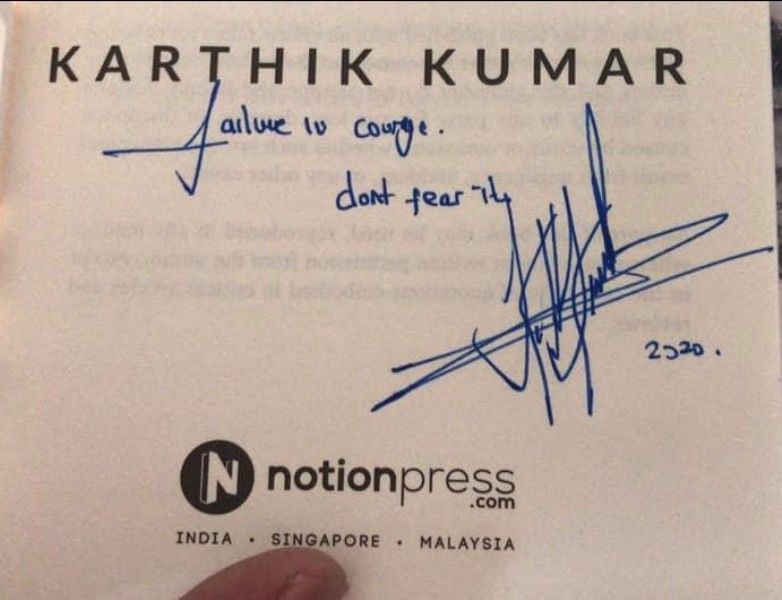 KARTHIK KUMAR
Failure is courage.
dont fear it
2020.
N notionpress
.com
INDIA • SINGAPORE • MALAYSIA